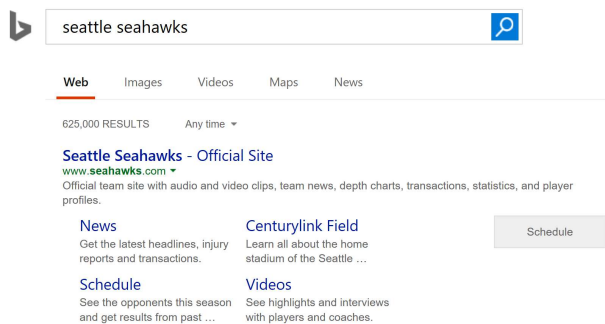 seattle seahawks
Web Images Videos Maps News
625,000 RESULTS Any time
Seattle Seahawks - Official Site
www.seahawks.com
Official team site with audio and video clips, team news, depth charts, transactions, statistics, and player
profiles.
News
Get the latest headlines, injury
reports and transactions.
Centurylink Field
Learn all about the home
stadium of the Seattle ...
Schedule
See the opponents this season
and get results from past ...
Videos
See highlights and interviews
with players and coaches.
Schedule